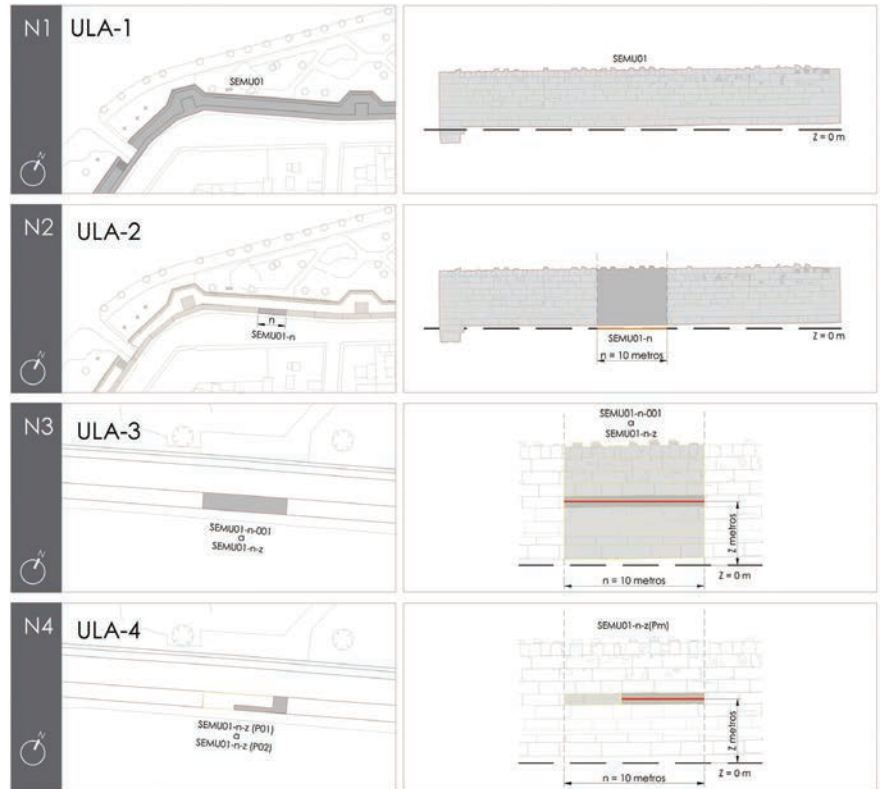 N1
ULA-1
N
SEMU01
SEMU01
Z = 0 m
N2
ULA-2
N
n
SEMU01-n
Z = 0 m
SEMU01-n
n = 10 metros
N3
ULA-3
N
SEMU01-n-001
a
SEMU01-n-z
SEMU01-n-001
a
SEMU01-n-z
Z metros
Z = 0 m
n = 10 metros
N4
ULA-4
N
SEMU01-n-z (P01)
a
SEMU01-n-z (P02)
SEMU01-n-z(Pm)
Z metros
Z = 0 m
n = 10 metros